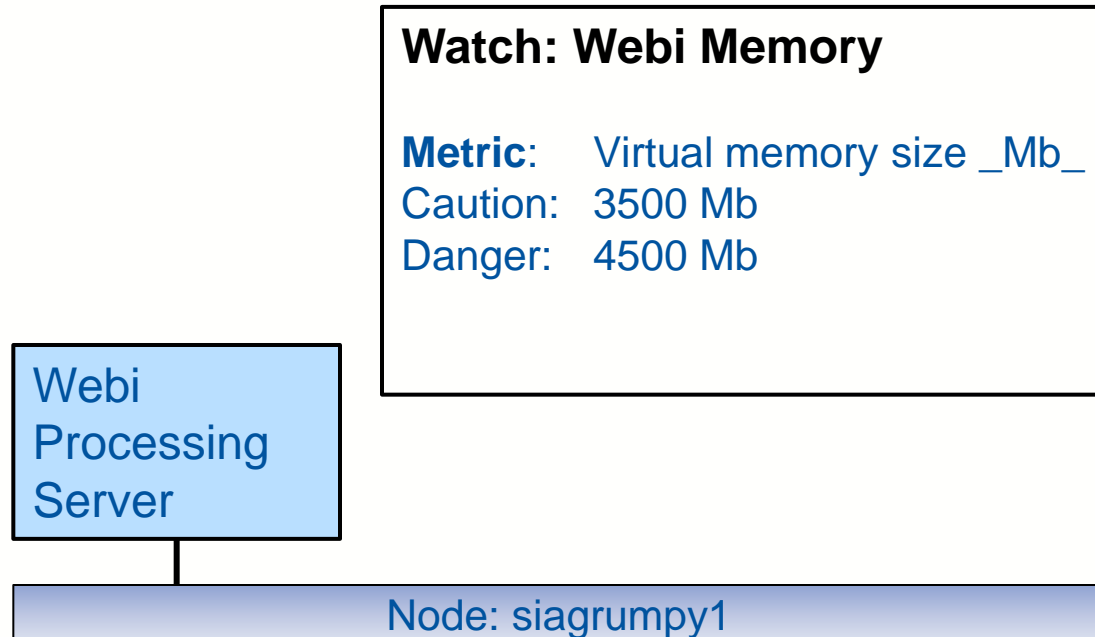 Watch: Webi Memory
Metric: Virtual memory size _Mb_
Caution: 3500 Mb
Danger: 4500 Mb
Webi
Processing
Server
Node: siagrumpy1